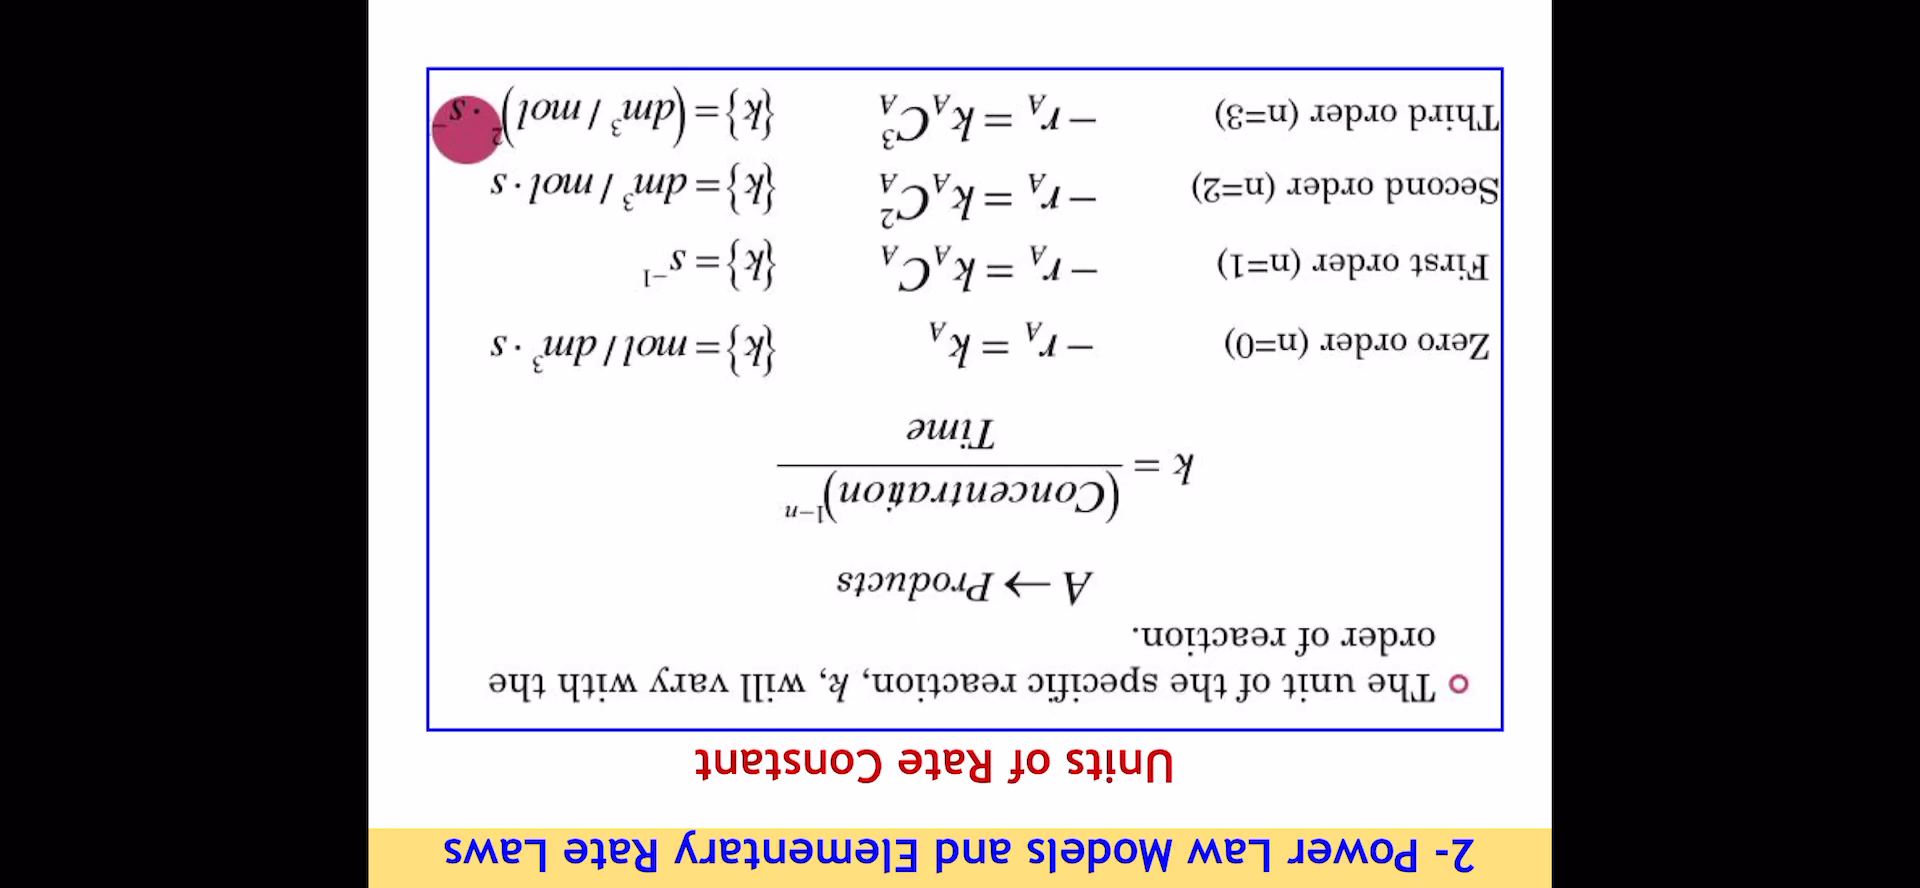 2- Power Law Models and Elementary Rate Laws
Units of Rate Constant
The unit of the specific reaction, k, will vary with the
order of reaction.
A → Products
k = (Concentration)^{1-n} / Time
Zero order (n=0) −r_A = k_A {k} = mol / dm³ · s
First order (n=1) −r_A = k_A C_A {k} = s⁻¹
Second order (n=2) −r_A = k_A C_A² {k} = dm³ / mol · s
Third order (n=3) −r_A = k_A C_A³ {k} = (dm³ / mol)² · s⁻